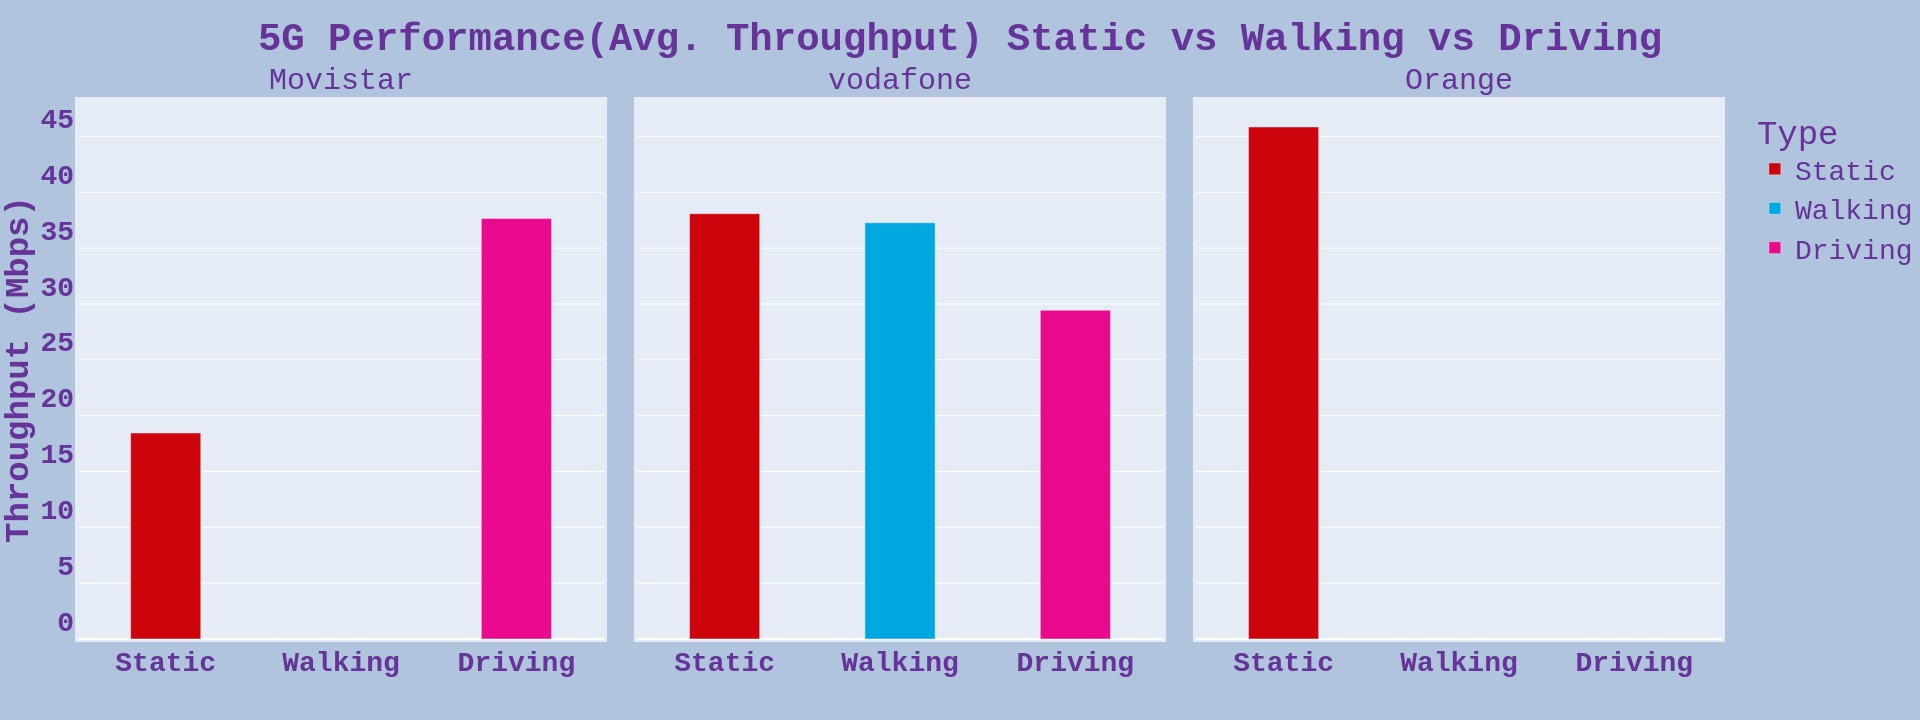 5G Performance(Avg. Throughput) Static vs Walking vs Driving
Movistar
vodafone
Orange
Throughput (Mbps)
45
40
35
30
25
20
15
10
5
0
Static Walking Driving
Static Walking Driving
Static Walking Driving
Type
Static
Walking
Driving